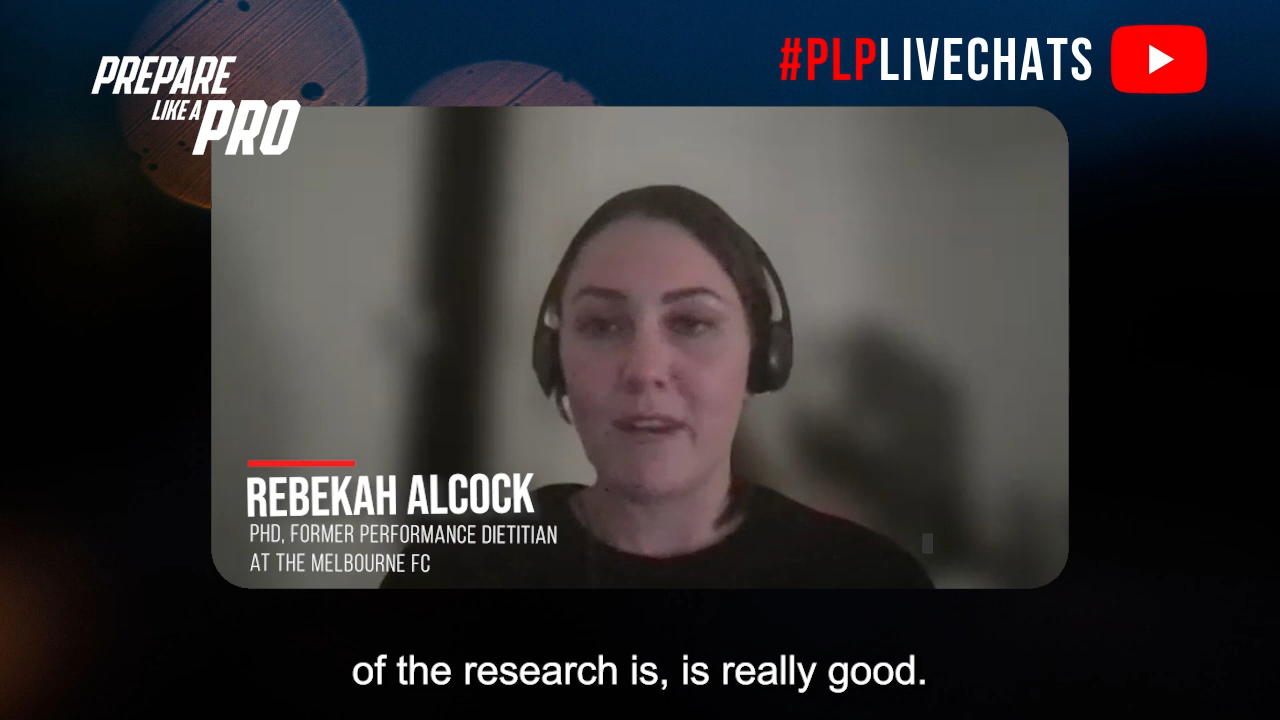 PREPARE
LIKE A
PRO
#PLPLIVECHATS
REBEKAH ALCOCK
PHD, FORMER PERFORMANCE DIETITIAN
AT THE MELBOURNE FC
of the research is, is really good.